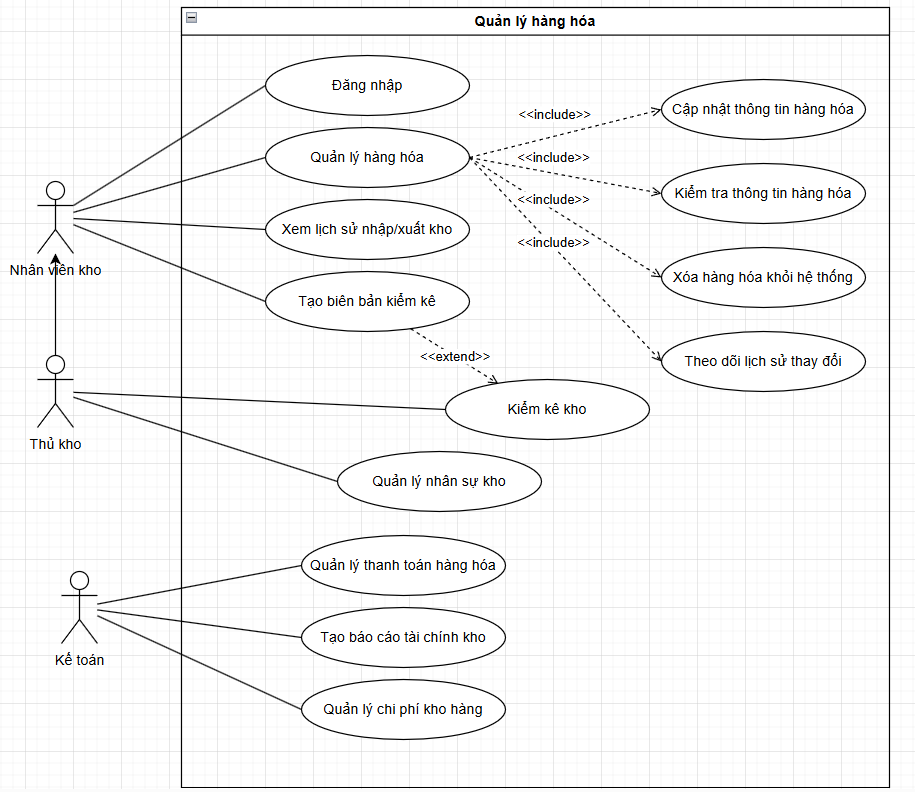 Quản lý hàng hóa
Đăng nhập
<<include>>
Cập nhật thông tin hàng hóa
Quản lý hàng hóa
<<include>>
Kiểm tra thông tin hàng hóa
<<include>>
Xem lịch sử nhập/xuất kho
<<include>>
Nhân viên kho
Xóa hàng hóa khỏi hệ thống
Tạo biên bản kiểm kê
<<extend>>
Theo dõi lịch sử thay đổi
Kiểm kê kho
Thủ kho
Quản lý nhân sự kho
Quản lý thanh toán hàng hóa
Tạo báo cáo tài chính kho
Kế toán
Quản lý chi phí kho hàng